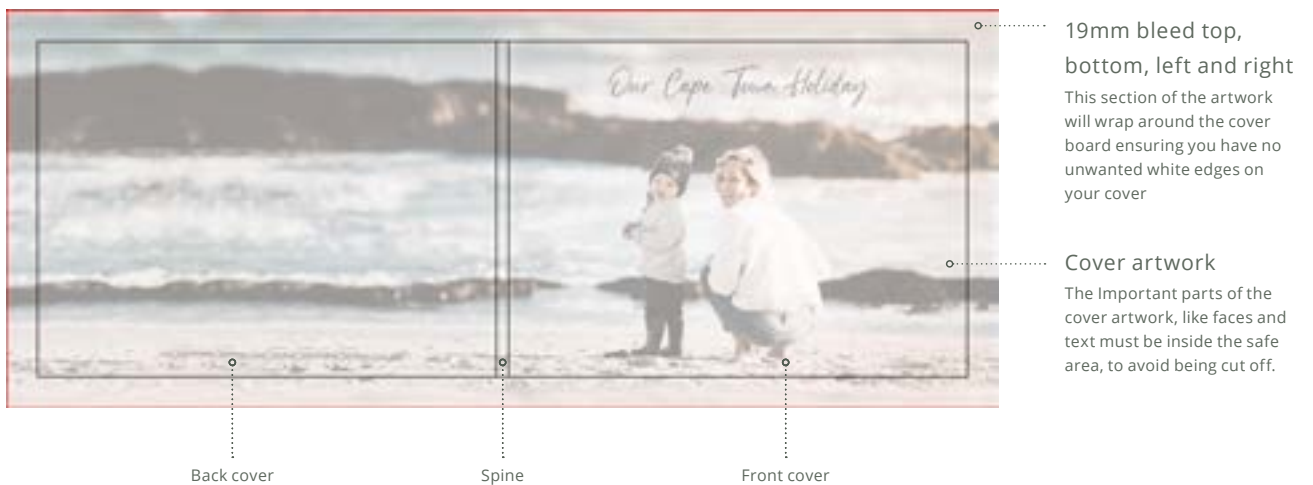 Our Cape Town Holiday
19mm bleed top,
bottom, left and right
This section of the artwork
will wrap around the cover
board ensuring you have no
unwanted white edges on
your cover
Cover artwork
The Important parts of the
cover artwork, like faces and
text must be inside the safe
area, to avoid being cut off.
Back cover
Spine
Front cover